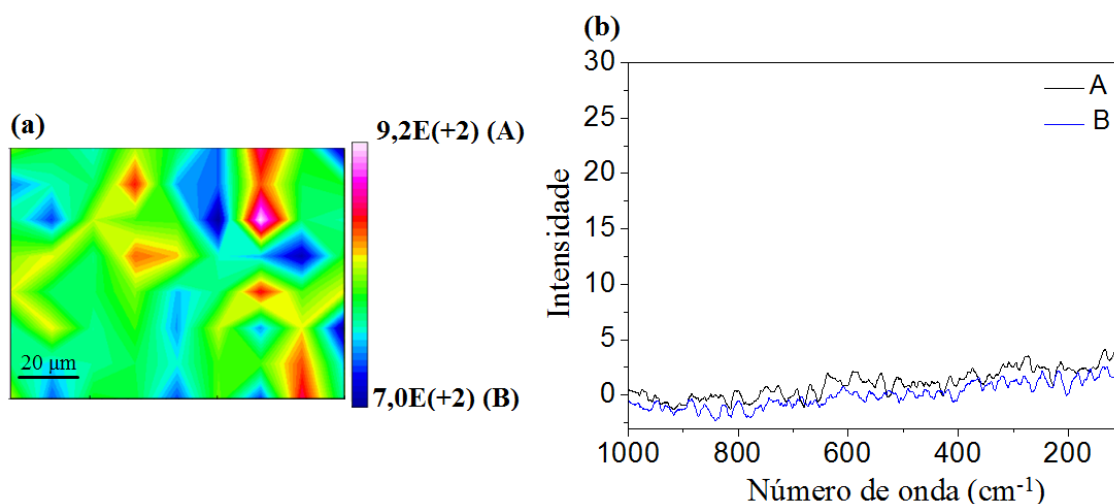 (a)
9,2E(+2) (A)
7,0E(+2) (B)
20 µm
(b)
Intensidade
30
25
20
15
10
5
0
A
B
1000 800 600 400 200
Número de onda (cm-1)